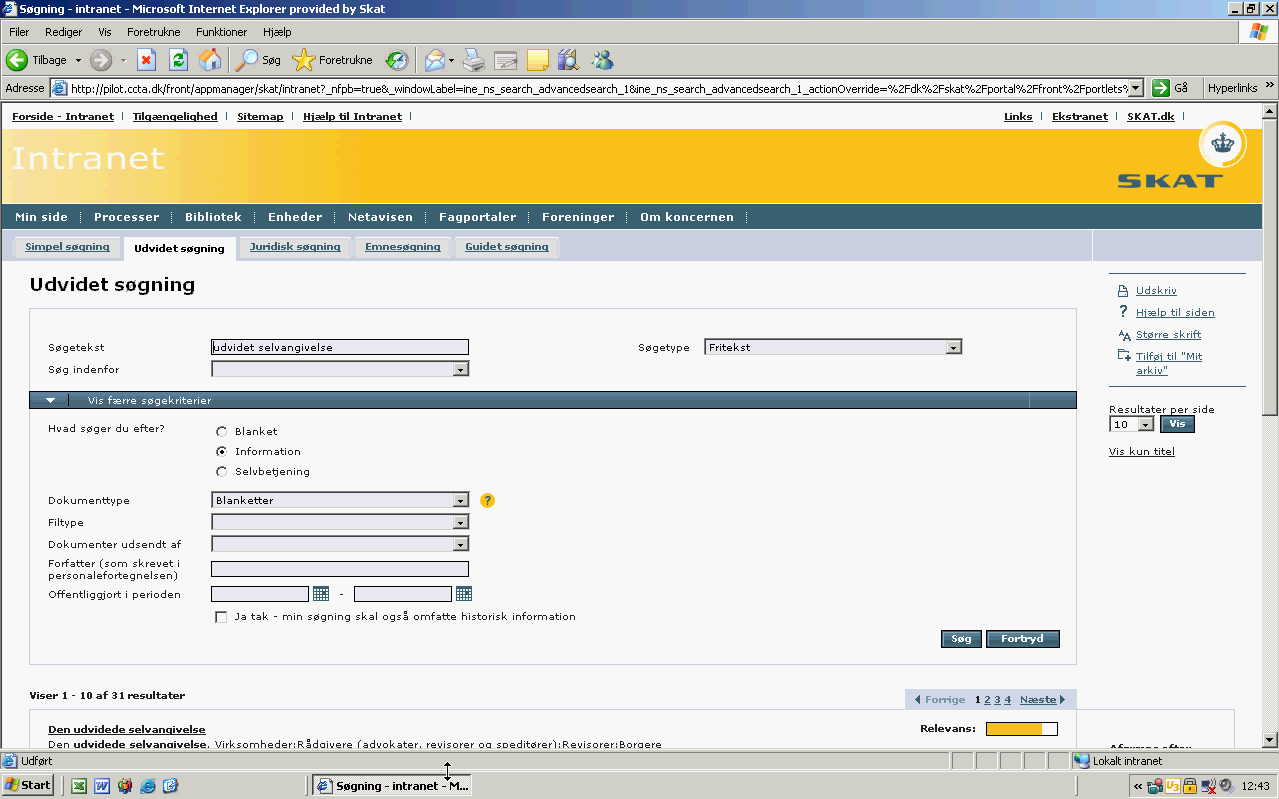 Søgning - intranet - Microsoft Internet Explorer provided by Skat
Filer Rediger Vis Foretrukne Funktioner Hjælp
Tilbage Søg Foretrukne
Adresse http://pilot.ccta.dk/front/appmanager/skat/intranet?_nfpb=true&_windowLabel=ine_ns_search_advancedsearch_1&ine_ns_search_advancedsearch_1_actionOverride=%2Fdk%2Fskat%2Fportal%2Ffront%2Fportlets% Gå Hyperlinks »
Forside - Intranet Tilgængelighed Sitemap Hjælp til Intranet Links Ekstranet SKAT.dk
Intranet
SKAT
Min side Processer Bibliotek Enheder Netavisen Fagportaler Foreninger Om koncernen
Simpel søgning Udvidet søgning Juridisk søgning Emnesøgning Guidet søgning
Udvidet søgning
Udskriv
Hjælp til siden
Større skrift
Tilføj til "Mit
arkiv"
Søgetekst udvidet selvangivelse Søgetype Fritekst
Søg indenfor
Vis færre søgekriterier
Resultater per side
10 Vis
Vis kun titel
Hvad søger du efter?
Blanket
Information
Selvbetjening
Dokumenttype Blanketter ?
Filtype
Dokumenter udsendt af
Forfatter (som skrevet i
personalefortegnelsen)
Offentliggjort i perioden -
Ja tak - min søgning skal også omfatte historisk information
Søg Fortryd
Viser 1 - 10 af 31 resultater Forrige 1 2 3 4 Næste
Den udvidede selvangivelse Relevans:
Den udvidede selvangivelse. Virksomheder;Rådgivere (advokater, revisorer og speditører);Revisorer;Borgere
Udført Lokalt intranet
Start Søgning - intranet - M... « 12:43